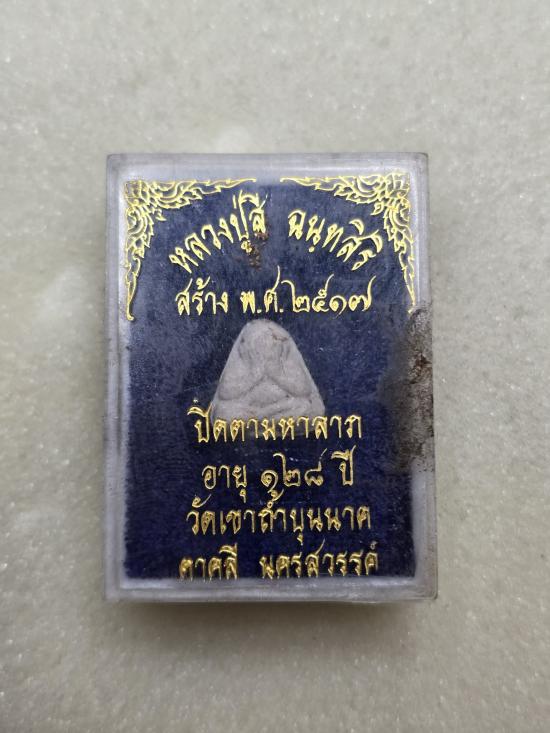 หลวงปู่สี ฉนฺทสิริ
สร้าง พ.ศ.๒๕๑๗
ปิดตามหาลาภ
อายุ ๑๒๘ ปี
วัดเขาถ้ำบุนนาค
ตาคลี นครสวรรค์